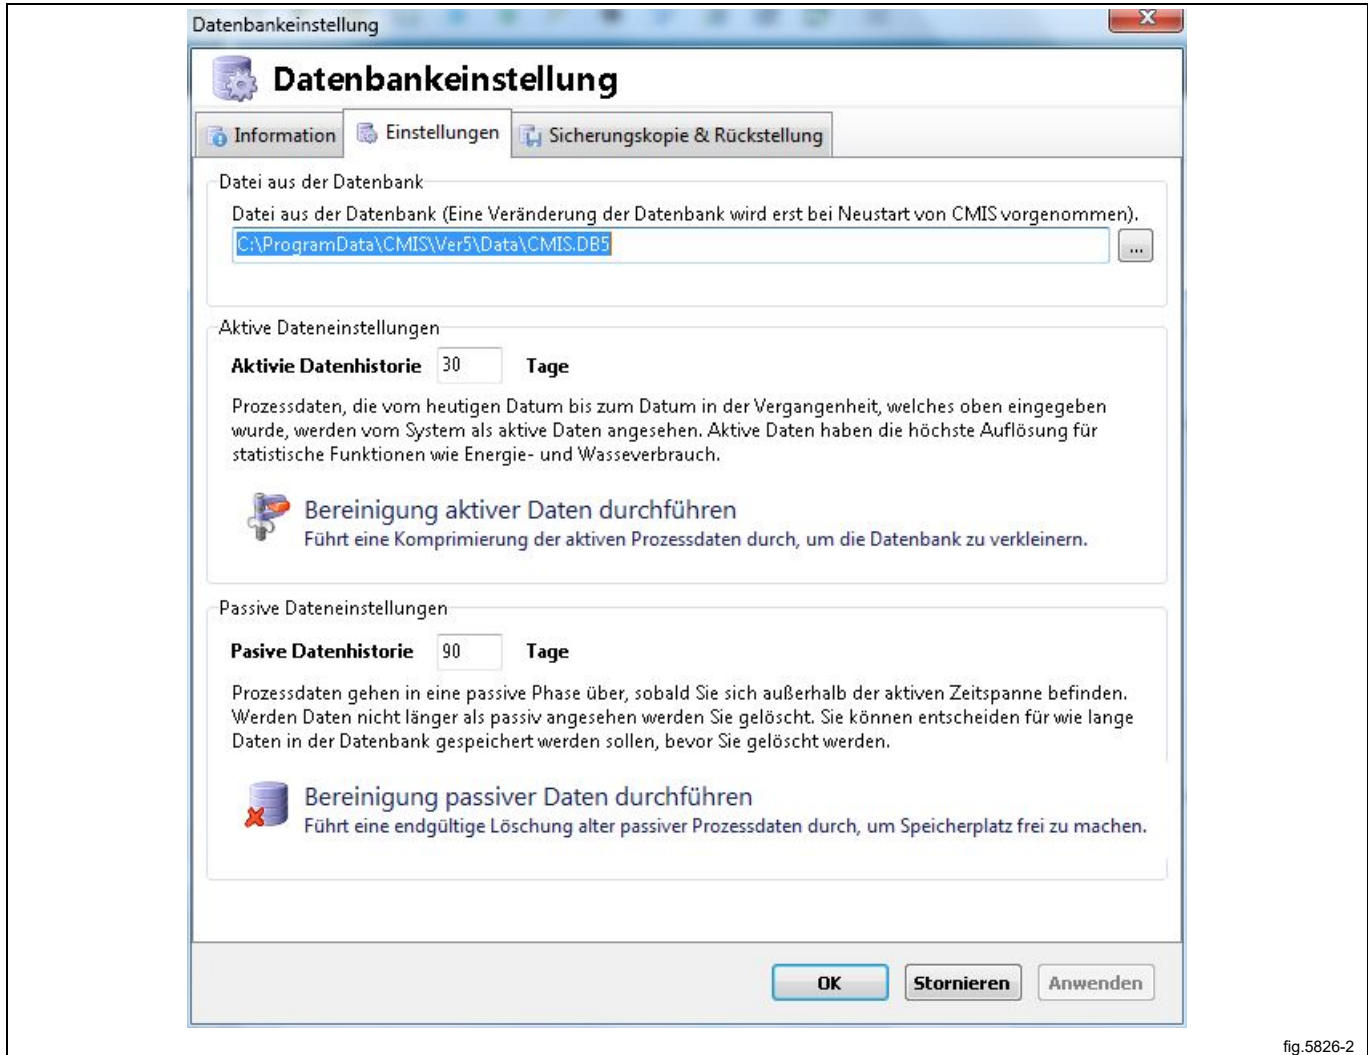 Datenbankeinstellung
Datenbankeinstellung
Information
Einstellungen
Sicherungskopie & Rückstellung
Datei aus der Datenbank
Datei aus der Datenbank (Eine Veränderung der Datenbank wird erst bei Neustart von CMIS vorgenommen).
C:\ProgramData\CMIS\Ver5\Data\CMIS.DB5
...
Aktive Dateneinstellungen
Aktivie Datenhistorie 30 Tage
Prozessdaten, die vom heutigen Datum bis zum Datum in der Vergangenheit, welches oben eingegeben
wurde, werden vom System als aktive Daten angesehen. Aktive Daten haben die höchste Auflösung für
statistische Funktionen wie Energie- und Wasseverbrauch.
Bereinigung aktiver Daten durchführen
Führt eine Komprimierung der aktiven Prozessdaten durch, um die Datenbank zu verkleinern.
Passive Dateneinstellungen
Pasive Datenhistorie 90 Tage
Prozessdaten gehen in eine passive Phase über, sobald Sie sich außerhalb der aktiven Zeitspanne befinden.
Werden Daten nicht länger als passiv angesehen werden Sie gelöscht. Sie können entscheiden für wie lange
Daten in der Datenbank gespeichert werden sollen, bevor Sie gelöscht werden.
Bereinigung passiver Daten durchführen
Führt eine endgültige Löschung alter passiver Prozessdaten durch, um Speicherplatz frei zu machen.
OK
Stornieren
Anwenden
fig.5826-2